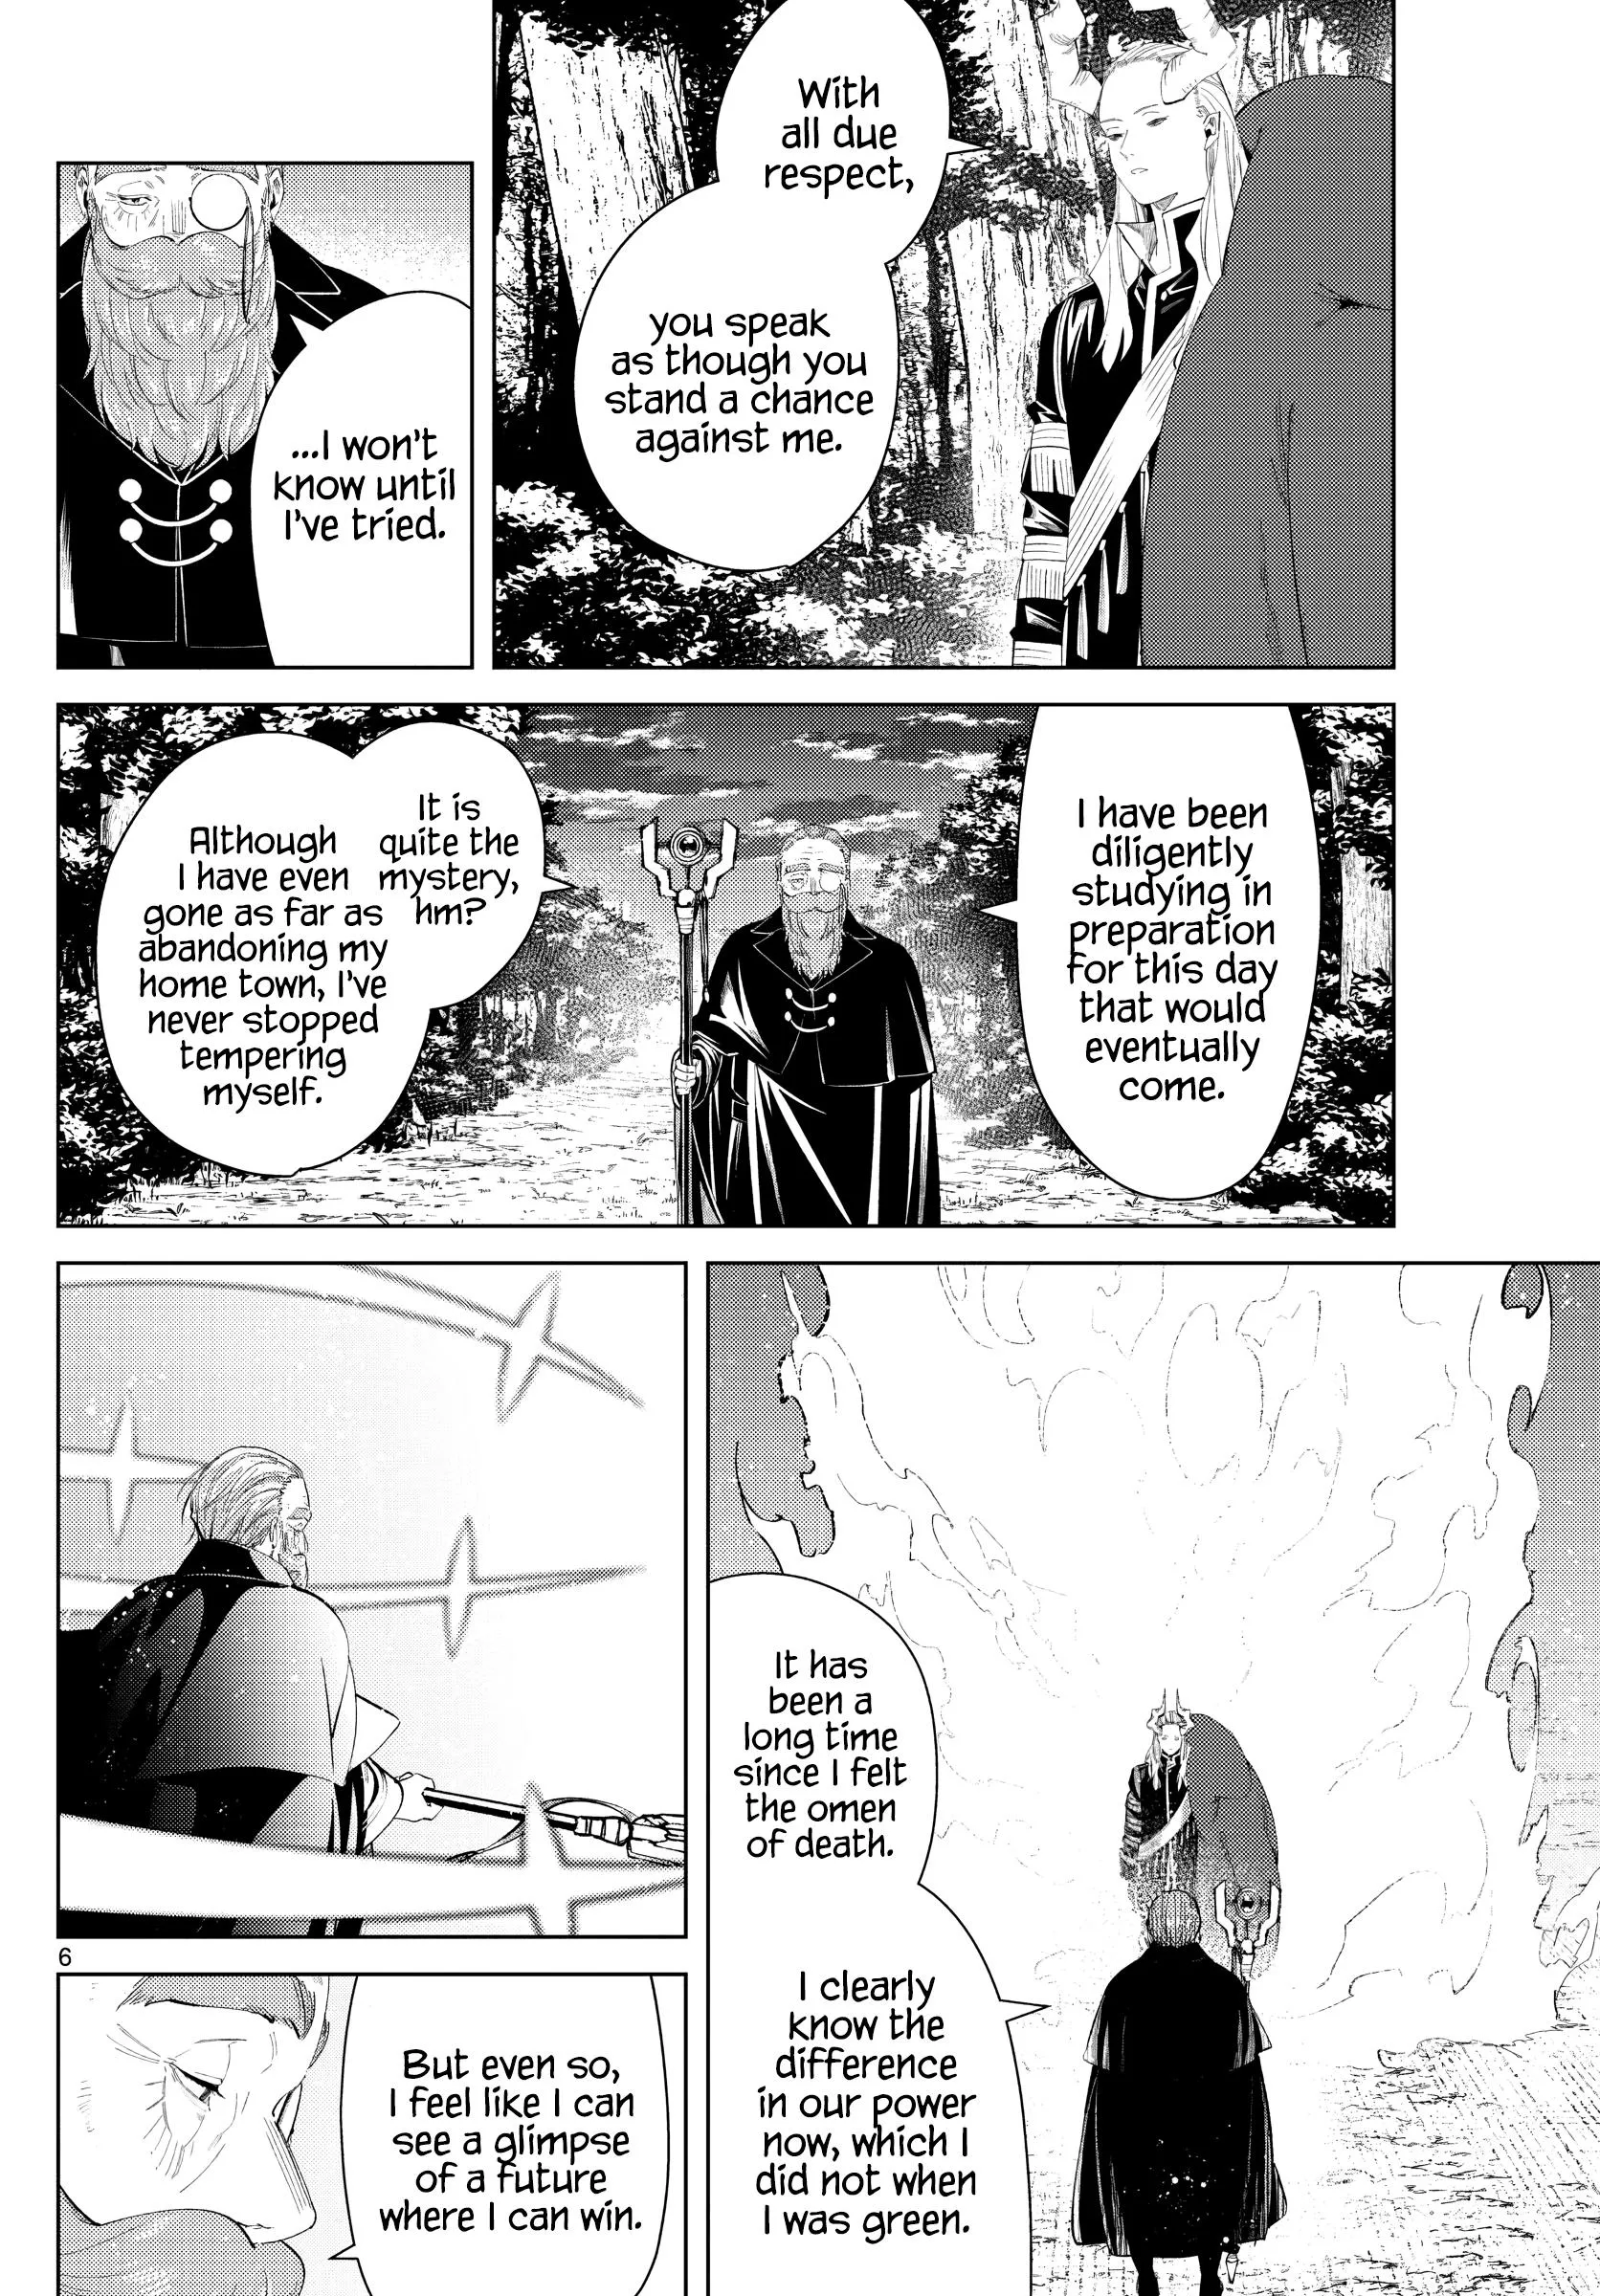 With
all due
respect,
you speak
as though you
stand a chance
against me.
...I won't
know until
I've tried.
I have been
diligently
studying in
preparation
for this day
that would
eventually
come.
It is
quite the
mystery,
hm?
Although
I have even
gone as far as
abandoning my
home town, I've
never stopped
tempering
myself.
It has
been a
long time
since I felt
the omen
of death.
I clearly
know the
difference
in our power
now, which I
did not when
I was green.
6
But even so,
I feel like I can
see a glimpse
of a future
where I can win.